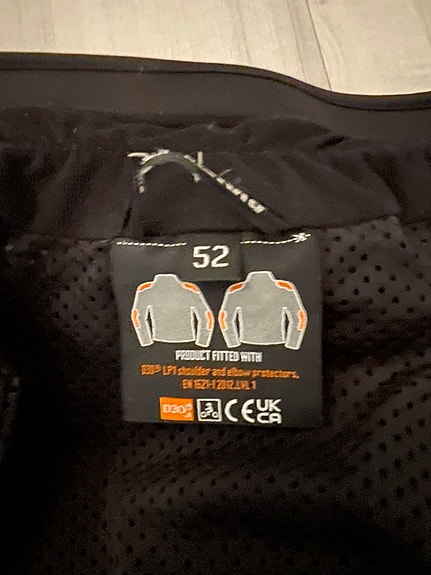 52
PRODUCT FITTED WITH
D3O® LP1 shoulder and elbow protectors,
EN 1621-1 2012,LVL 1
D3O CE UK
CA